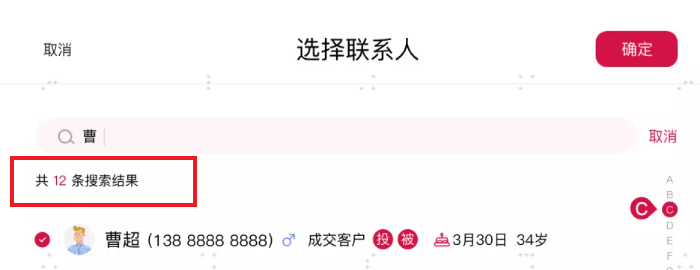 取消 选择联系人 确定
曹 取消
共 12 条搜索结果
A
B
C C
曹超 (138 8888 8888) 成交客户 投 被 3月30日 34岁
D
E
F